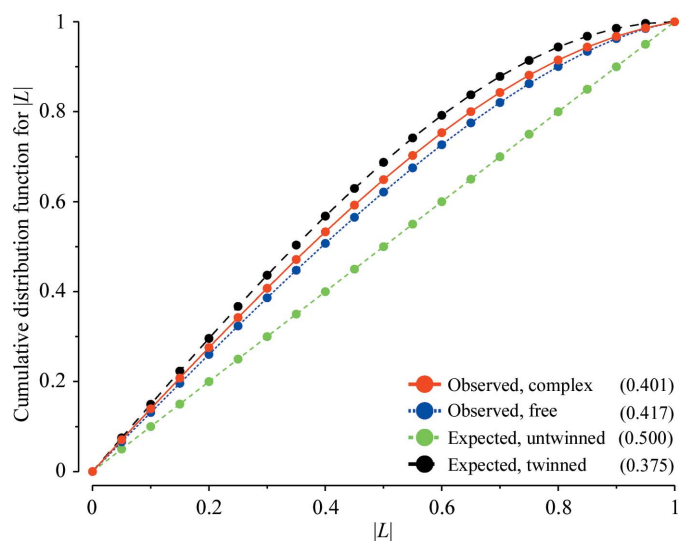 Cumulative distribution function for |L|
1
0.8
0.6
0.4
0.2
0
0
0.2
0.4
0.6
0.8
1
|L|
Observed, complex (0.401)
Observed, free (0.417)
Expected, untwinned (0.500)
Expected, twinned (0.375)